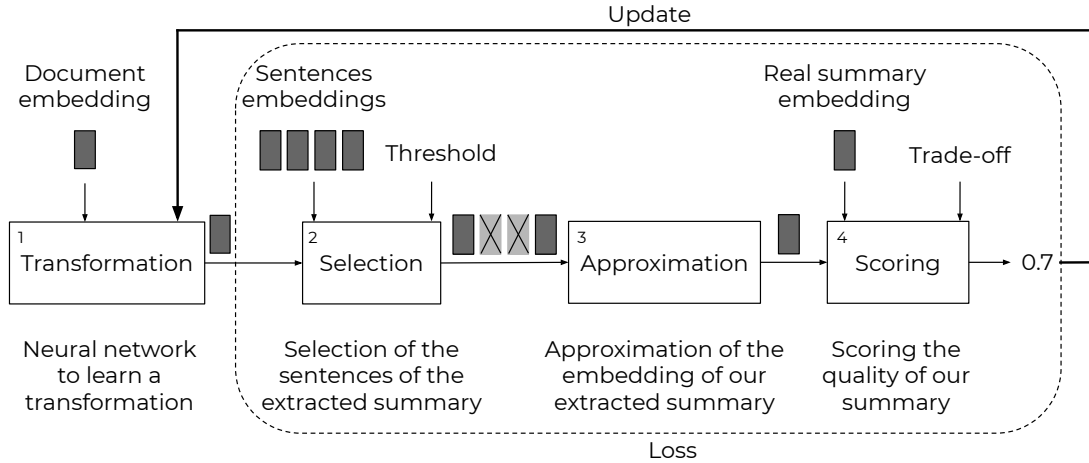 Update
Document
embedding
Sentences
embeddings
Threshold
Real summary
embedding
Trade-off
1
Transformation
2
Selection
3
Approximation
4
Scoring
0.7
Neural network
to learn a
transformation
Selection of the
sentences of the
extracted summary
Approximation of the
embedding of our
extracted summary
Scoring the
quality of our
summary
Loss